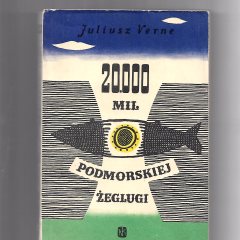 Juliusz Verne
20.000
MIL
PODMORSKIEJ
ŻEGLUGI